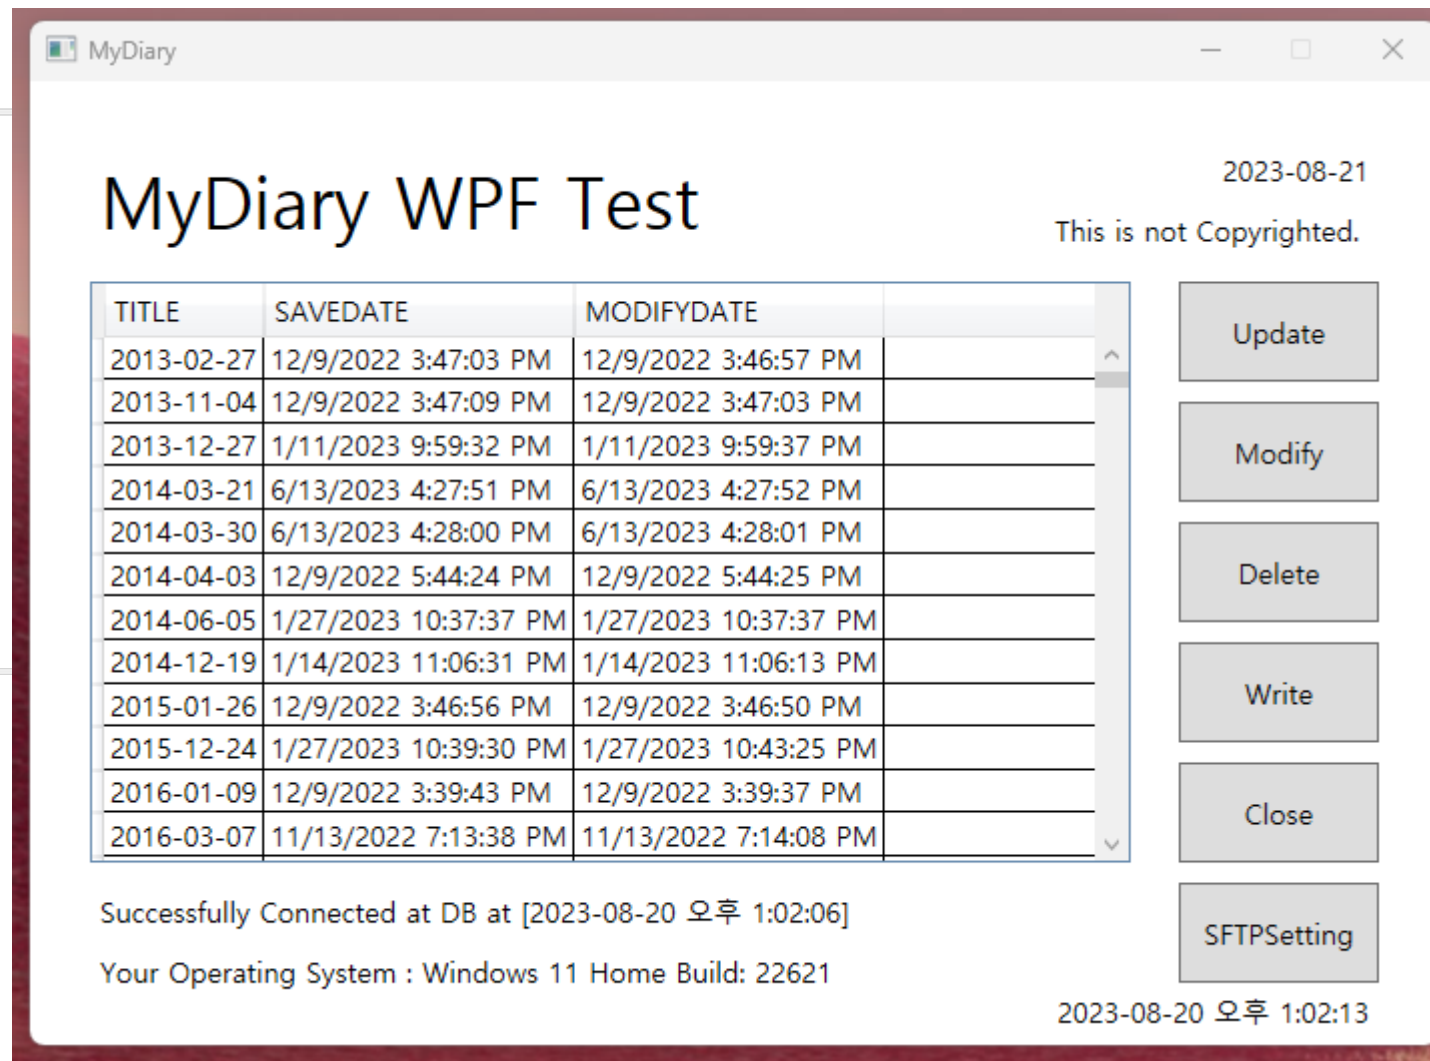 MyDiary
2023-08-21
MyDiary WPF Test
This is not Copyrighted.
TITLE SAVEDATE MODIFYDATE
2013-02-27 12/9/2022 3:47:03 PM 12/9/2022 3:46:57 PM
2013-11-04 12/9/2022 3:47:09 PM 12/9/2022 3:47:03 PM
2013-12-27 1/11/2023 9:59:32 PM 1/11/2023 9:59:37 PM
2014-03-21 6/13/2023 4:27:51 PM 6/13/2023 4:27:52 PM
2014-03-30 6/13/2023 4:28:00 PM 6/13/2023 4:28:01 PM
2014-04-03 12/9/2022 5:44:24 PM 12/9/2022 5:44:25 PM
2014-06-05 1/27/2023 10:37:37 PM 1/27/2023 10:37:37 PM
2014-12-19 1/14/2023 11:06:31 PM 1/14/2023 11:06:13 PM
2015-01-26 12/9/2022 3:46:56 PM 12/9/2022 3:46:50 PM
2015-12-24 1/27/2023 10:39:30 PM 1/27/2023 10:43:25 PM
2016-01-09 12/9/2022 3:39:43 PM 12/9/2022 3:39:37 PM
2016-03-07 11/13/2022 7:13:38 PM 11/13/2022 7:14:08 PM
Update
Modify
Delete
Write
Close
SFTPSetting
Successfully Connected at DB at [2023-08-20 오후 1:02:06]
Your Operating System : Windows 11 Home Build: 22621
2023-08-20 오후 1:02:13